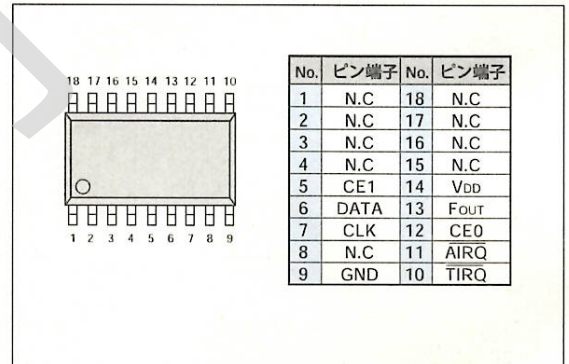 18 17 16 15 14 13 12 11 10
1 2 3 4 5 6 7 8 9
No. ピン端子 No. ピン端子
1 N.C 18 N.C
2 N.C 17 N.C
3 N.C 16 N.C
4 N.C 15 N.C
5 CE1 14 VDD
6 DATA 13 FOUT
7 CLK 12 CE0
8 N.C 11 AIRQ
9 GND 10 TIRQ